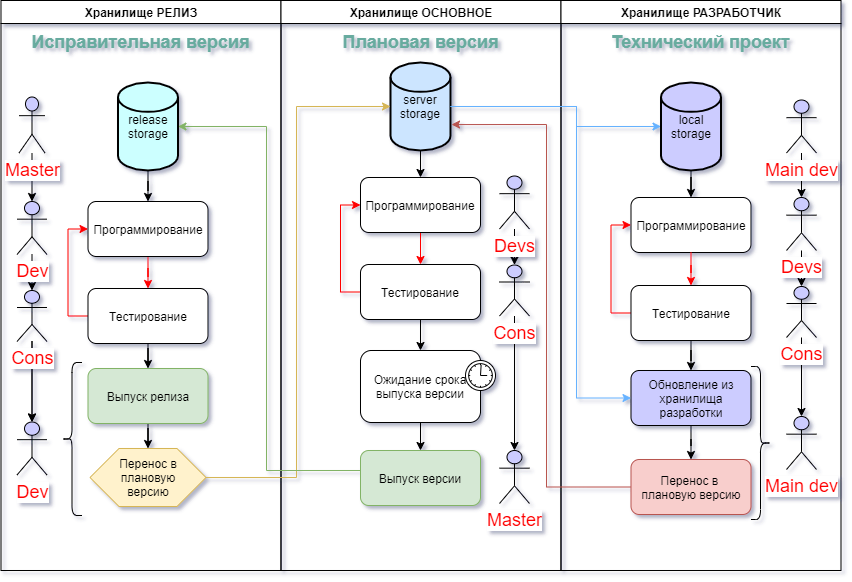 Хранилище РЕЛИЗ
Исправительная версия
release
storage
Master
Программирование
Dev
Тестирование
Cons
Выпуск релиза
Перенос в
плановую
версию
Dev
Хранилище ОСНОВНОЕ
Плановая версия
server
storage
Программирование
Devs
Тестирование
Cons
Ожидание срока
выпуска версии
Выпуск версии
Master
Хранилище РАЗРАБОТЧИК
Технический проект
local
storage
Main dev
Программирование
Devs
Тестирование
Cons
Обновление из
хранилища
разработки
Перенос в
плановую версию
Main dev